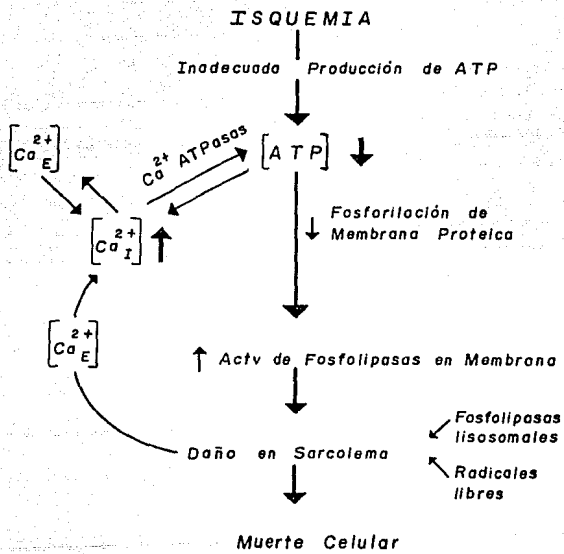 ISQUEMIA
Inadecuada Producción de ATP
[Ca2+E]
Ca2+ ATPasas
[ATP] ↓
[Ca2+I] ↑
↓ Fosforilación de
Membrana Proteica
[Ca2+E]
↑ Actv de Fosfolipasas en Membrana
Fosfolipasas
lisosomales
Daño en Sarcolema
Radicales
libres
Muerte Celular